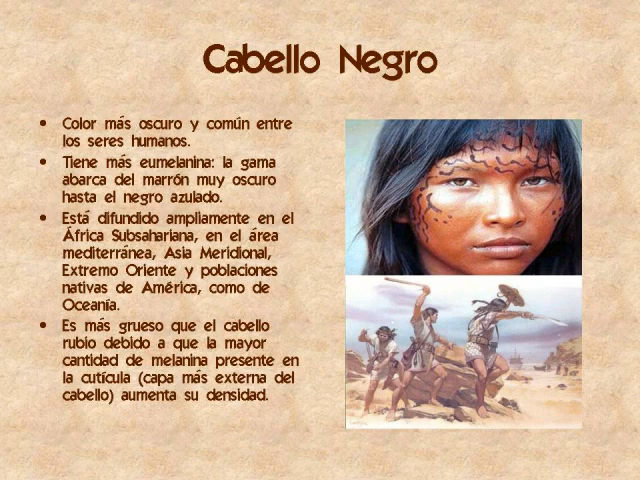 Cabello Negro
• Color más oscuro y común entre
los seres humanos.
• Tiene más eumelanina: la gama
abarca del marrón muy oscuro
hasta el negro azulado.
• Está difundido ampliamente en el
África Subsahariana, en el área
mediterránea, Asia Meridional,
Extremo Oriente y poblaciones
nativas de América, como de
Oceanía.
• Es más grueso que el cabello
rubio debido a que la mayor
cantidad de melanina presente en
la cutícula (capa más externa del
cabello) aumenta su densidad.